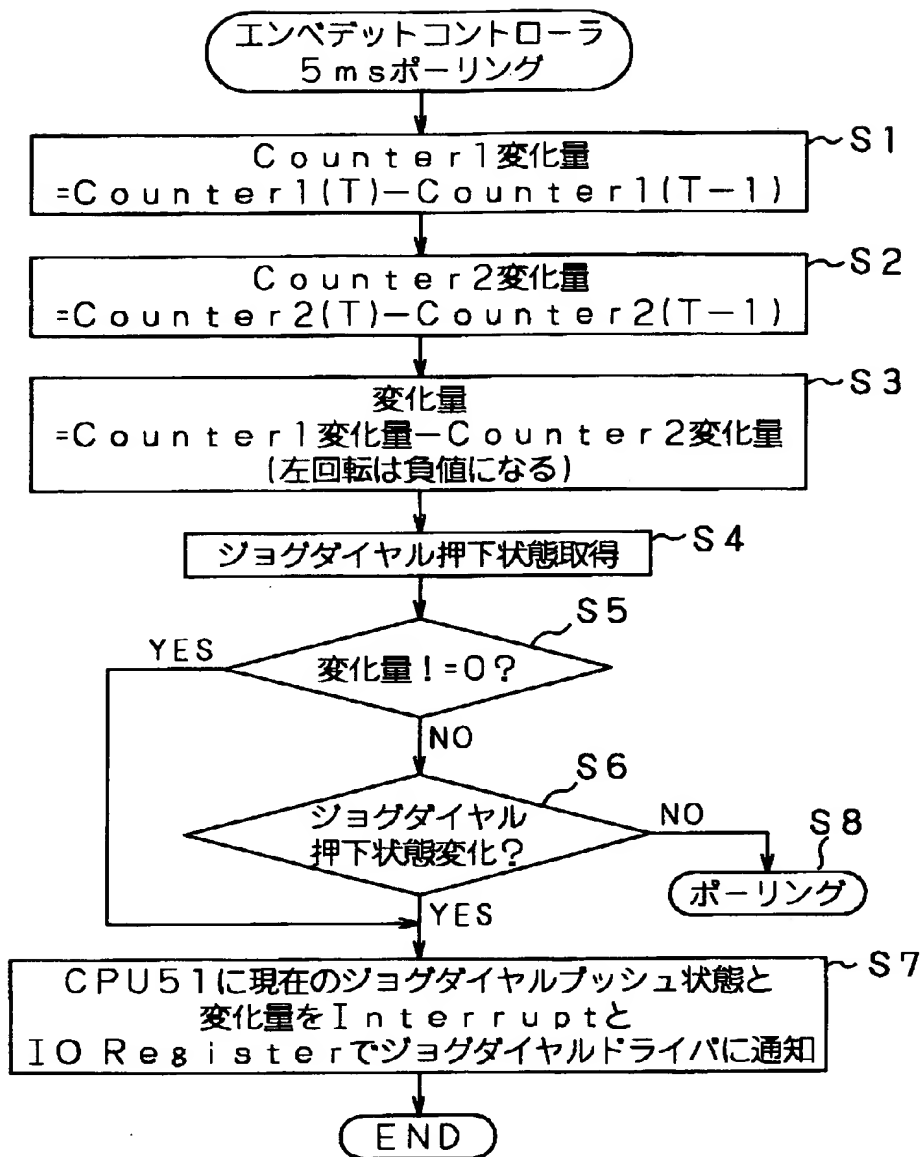 エンベデットコントローラ
5msポーリング
Counter1変化量
=Counter1(T)−Counter1(T−1)
S1
Counter2変化量
=Counter2(T)−Counter2(T−1)
S2
変化量
=Counter1変化量−Counter2変化量
(左回転は負値になる)
S3
ジョグダイヤル押下状態取得
S4
S5
YES
変化量!=0?
NO
S6
ジョグダイヤル
押下状態変化?
NO
S8
ポーリング
YES
CPU51に現在のジョグダイヤルプッシュ状態と
変化量をInterruptと
IO Registerでジョグダイヤルドライバに通知
S7
END